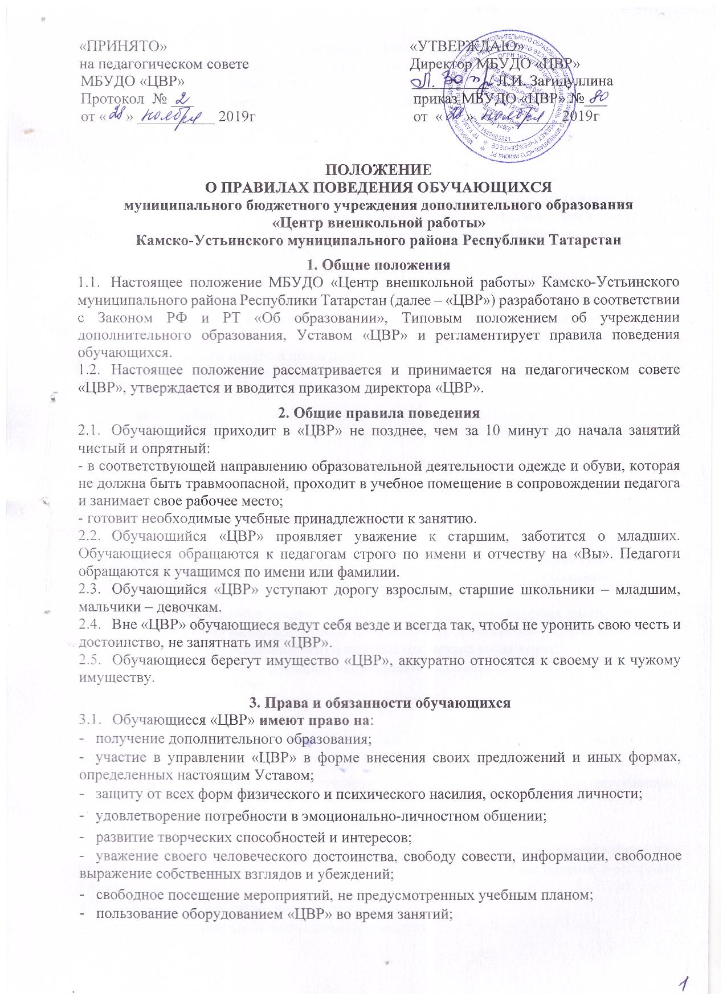 «ПРИНЯТО»
на педагогическом совете
МБУДО «ЦВР»
Протокол № 2
от «28» ноября 2019г
«УТВЕРЖДАЮ»
Директор МБУДО «ЦВР»
Л.И. Загидуллина
приказ МБУДО «ЦВР» № 80
от «28» ноября 2019г
ПОЛОЖЕНИЕ
О ПРАВИЛАХ ПОВЕДЕНИЯ ОБУЧАЮЩИХСЯ
муниципального бюджетного учреждения дополнительного образования
«Центр внешкольной работы»
Камско-Устьинского муниципального района Республики Татарстан
1. Общие положения
1.1. Настоящее положение МБУДО «Центр внешкольной работы» Камско-Устьинского
муниципального района Республики Татарстан (далее – «ЦВР») разработано в соответствии
с Законом РФ и РТ «Об образовании», Типовым положением об учреждении
дополнительного образования, Уставом «ЦВР» и регламентирует правила поведения
обучающихся.
1.2. Настоящее положение рассматривается и принимается на педагогическом совете
«ЦВР», утверждается и вводится приказом директора «ЦВР».
2. Общие правила поведения
2.1. Обучающийся приходит в «ЦВР» не позднее, чем за 10 минут до начала занятий
чистый и опрятный:
- в соответствующей направлению образовательной деятельности одежде и обуви, которая
не должна быть травмоопасной, проходит в учебное помещение в сопровождении педагога
и занимает свое рабочее место;
- готовит необходимые учебные принадлежности к занятию.
2.2. Обучающийся «ЦВР» проявляет уважение к старшим, заботится о младших.
Обучающиеся обращаются к педагогам строго по имени и отчеству на «Вы». Педагоги
обращаются к учащимся по имени или фамилии.
2.3. Обучающийся «ЦВР» уступают дорогу взрослым, старшие школьники – младшим,
мальчики – девочкам.
2.4. Вне «ЦВР» обучающиеся ведут себя везде и всегда так, чтобы не уронить свою честь и
достоинство, не запятнать имя «ЦВР».
2.5. Обучающиеся берегут имущество «ЦВР», аккуратно относятся к своему и к чужому
имуществу.
3. Права и обязанности обучающихся
3.1. Обучающиеся «ЦВР» имеют право на:
- получение дополнительного образования;
- участие в управлении «ЦВР» в форме внесения своих предложений и иных формах,
определенных настоящим Уставом;
- защиту от всех форм физического и психического насилия, оскорбления личности;
- удовлетворение потребности в эмоционально-личностном общении;
- развитие творческих способностей и интересов;
- уважение своего человеческого достоинства, свободу совести, информации, свободное
выражение собственных взглядов и убеждений;
- свободное посещение мероприятий, не предусмотренных учебным планом;
- пользование оборудованием «ЦВР» во время занятий;
1